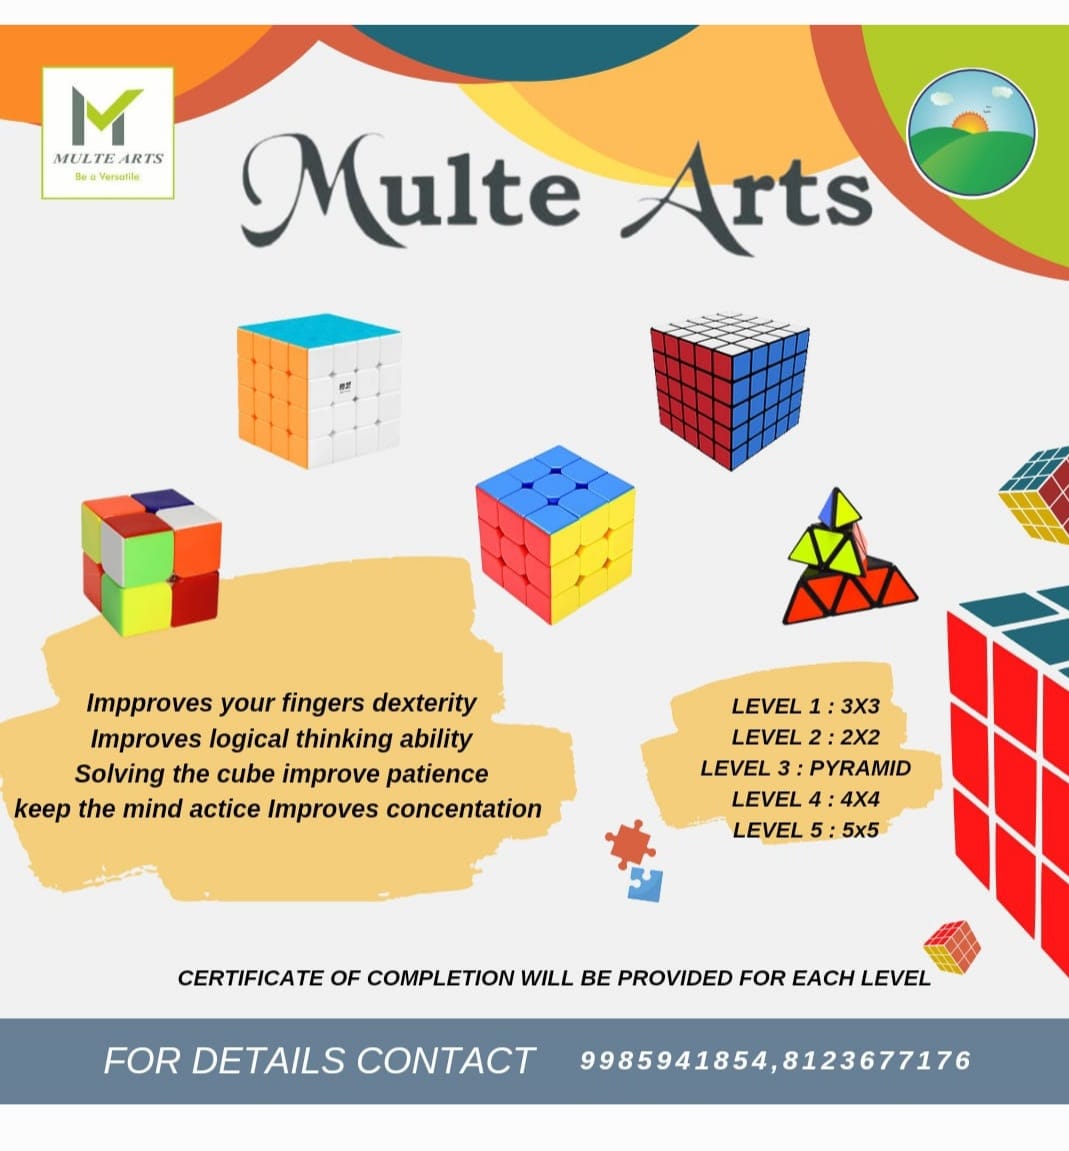 MULTE ARTS
Be a Versatile
Multe Arts
Impproves your fingers dexterity
Improves logical thinking ability
Solving the cube improve patience
keep the mind actice Improves concentation
LEVEL 1 : 3X3
LEVEL 2 : 2X2
LEVEL 3 : PYRAMID
LEVEL 4 : 4X4
LEVEL 5 : 5x5
CERTIFICATE OF COMPLETION WILL BE PROVIDED FOR EACH LEVEL
FOR DETAILS CONTACT 9985941854,8123677176